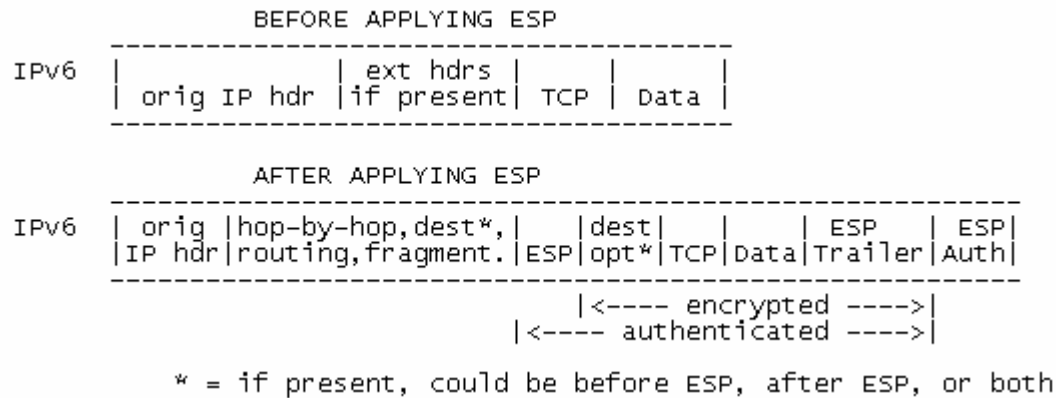 BEFORE APPLYING ESP
---------------------------------------
IPv6 | | ext hdrs | | |
| orig IP hdr |if present| TCP | Data |
---------------------------------------
AFTER APPLYING ESP
---------------------------------------------------------
IPv6 | orig |hop-by-hop,dest*,| |dest| | | ESP | ESP|
|IP hdr|routing,fragment.|ESP|opt*|TCP|Data|Trailer|Auth|
---------------------------------------------------------
|<---- encrypted ---->|
|<---- authenticated ---->|
* = if present, could be before ESP, after ESP, or both